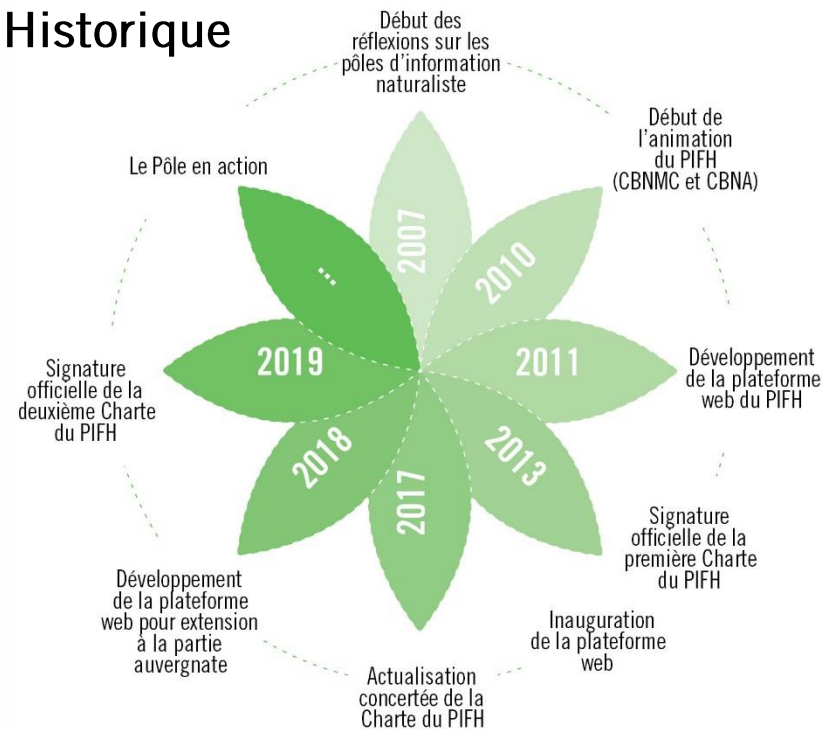 Historique
Début des
réflexions sur les
pôles d'information
naturaliste
2007
Début de
l'animation
du PIFH
(CBNMC et CBNA)
2010
Développement
de la plateforme
web du PIFH
2011
Signature
officielle de la
première Charte
du PIFH
2013
Inauguration
de la plateforme
web
Actualisation
concertée de la
Charte du PIFH
2017
Développement
de la plateforme
web pour extension
à la partie
auvergnate
2018
Signature
officielle de la
deuxième Charte
du PIFH
2019
Le Pôle en action
...